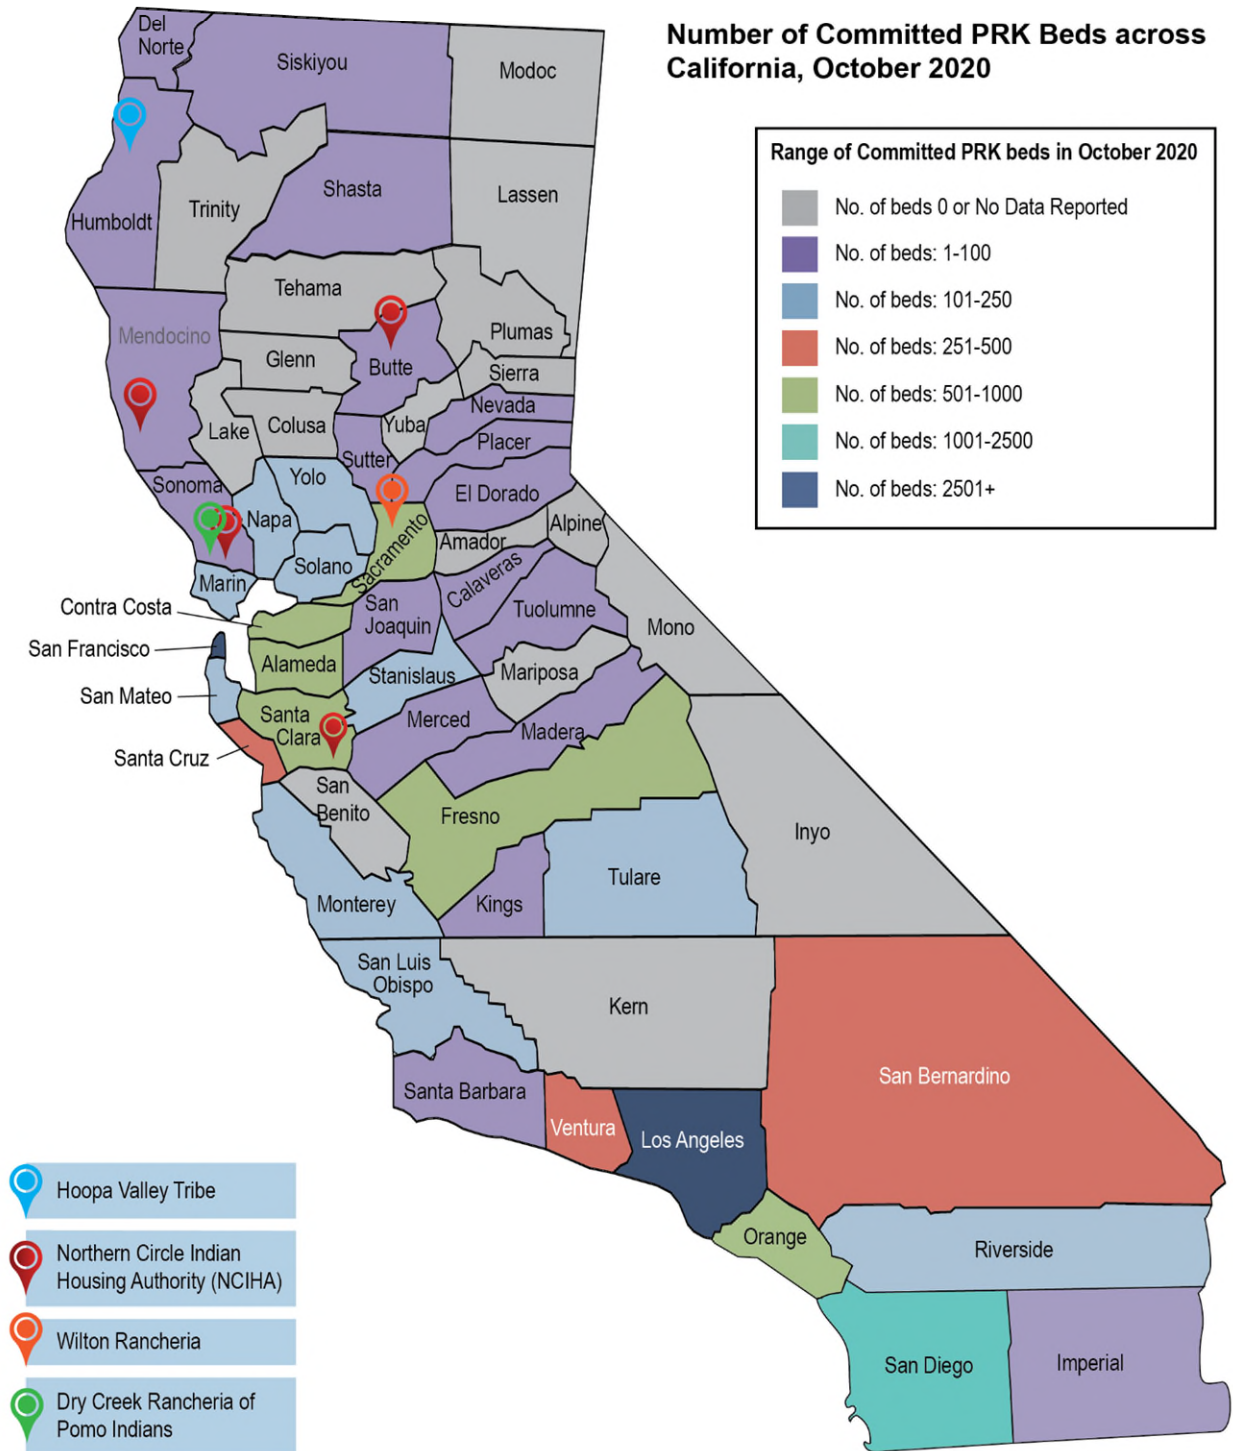 Number of Committed PRK Beds across
California, October 2020
Range of Committed PRK beds in October 2020
No. of beds 0 or No Data Reported
No. of beds: 1-100
No. of beds: 101-250
No. of beds: 251-500
No. of beds: 501-1000
No. of beds: 1001-2500
No. of beds: 2501+
Del
Norte
Siskiyou
Modoc
Humboldt
Trinity
Shasta
Lassen
Tehama
Plumas
Mendocino
Glenn
Butte
Sierra
Lake
Colusa
Yuba
Nevada
Placer
Sutter
Sonoma
Yolo
El Dorado
Napa
Sacramento
Amador
Alpine
Solano
Marin
Calaveras
Contra Costa
San
Joaquin
Tuolumne
Mono
San Francisco
Alameda
Stanislaus
Mariposa
San Mateo
Santa
Clara
Merced
Madera
Santa Cruz
San
Benito
Fresno
Inyo
Tulare
Monterey
Kings
San Luis
Obispo
Kern
San Bernardino
Santa Barbara
Ventura
Los Angeles
Orange
Riverside
San Diego
Imperial
Hoopa Valley Tribe
Northern Circle Indian
Housing Authority (NCIHA)
Wilton Rancheria
Dry Creek Rancheria of
Pomo Indians